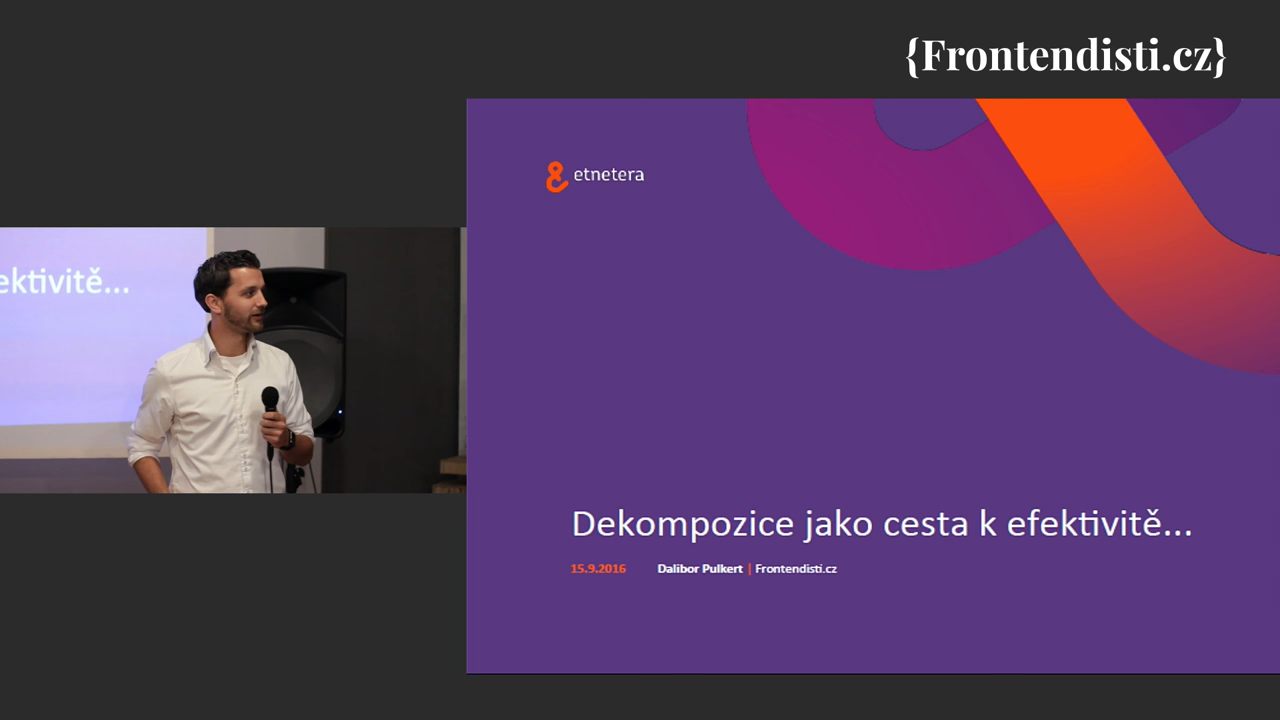 {Frontendisti.cz}
etnetera
ektivitě...
Dekompozice jako cesta k efektivitě...
15.9.2016 Dalibor Pulkert | Frontendisti.cz